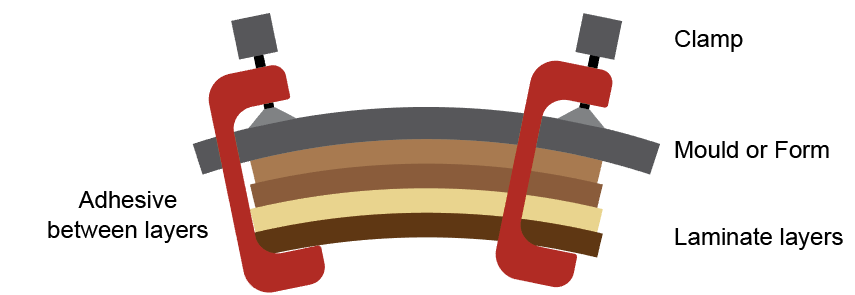 Clamp
Mould or Form
Adhesive
between layers
Laminate layers